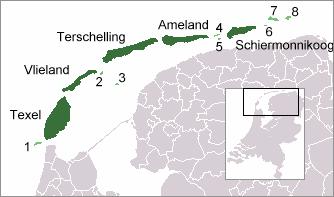 7 8
Ameland 4
6
5
Terschelling
Schiermonnikoog
Vlieland
2 3
Texel
1